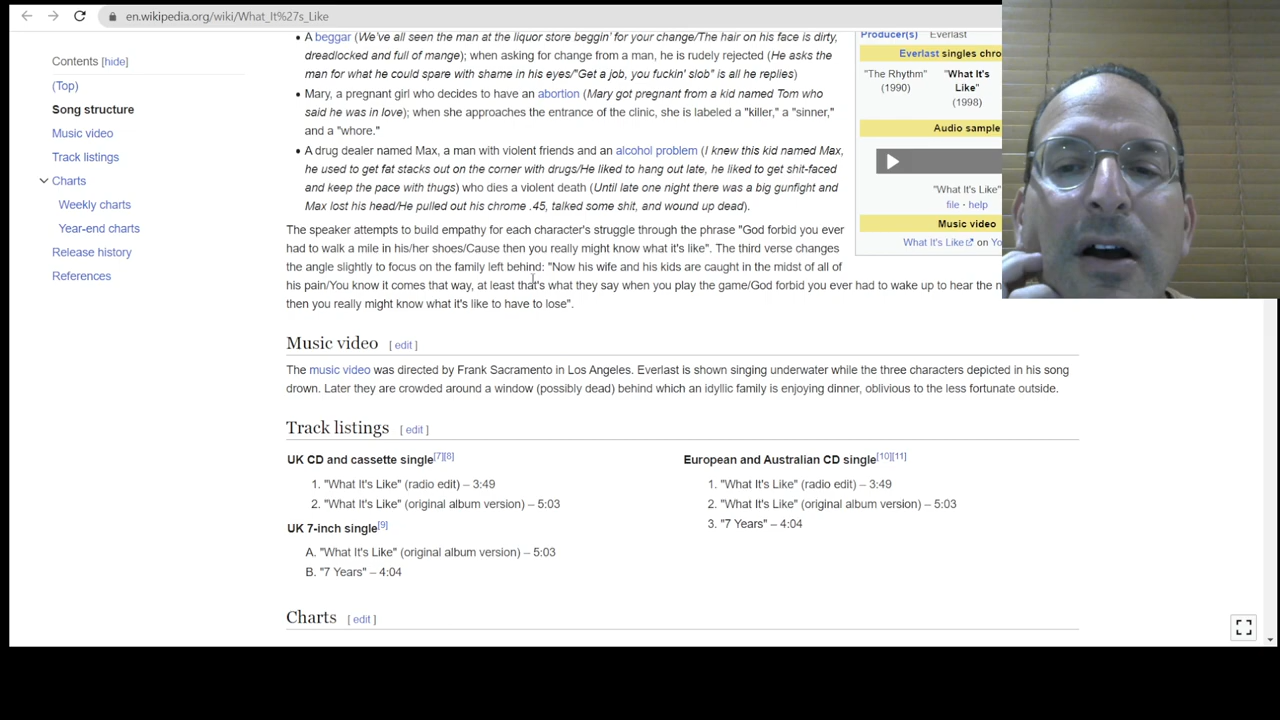 en.wikipedia.org/wiki/What_It%27s_Like
Contents [hide]
(Top)
Song structure
Music video
Track listings
Charts
Weekly charts
Year-end charts
Release history
References
A beggar (We've all seen the man at the liquor store beggin' for your change/The hair on his face is dirty,
dreadlocked and full of mange); when asking for change from a man, he is rudely rejected (He asks the
man for what he could spare with shame in his eyes/"Get a job, you fuckin' slob" is all he replies)
Mary, a pregnant girl who decides to have an abortion (Mary got pregnant from a kid named Tom who
said he was in love); when she approaches the entrance of the clinic, she is labeled a "killer," a "sinner,"
and a "whore."
A drug dealer named Max, a man with violent friends and an alcohol problem (I knew this kid named Max,
he used to get fat stacks out on the corner with drugs/He liked to hang out late, he liked to get shit-faced
and keep the pace with thugs) who dies a violent death (Until late one night there was a big gunfight and
Max lost his head/He pulled out his chrome .45, talked some shit, and wound up dead).
The speaker attempts to build empathy for each character's struggle through the phrase "God forbid you ever
had to walk a mile in his/her shoes/Cause then you really might know what it's like". The third verse changes
the angle slightly to focus on the family left behind: "Now his wife and his kids are caught in the midst of all of
his pain/You know it comes that way, at least that's what they say when you play the game/God forbid you ever had to wake up to hear the
then you really might know what it's like to have to lose".
Producer(s) Everlast
Everlast singles chro
"The Rhythm" "What It's
(1990) Like"
(1998)
Audio sample
"What It's Like"
file · help
Music video
What It's Like on Yo
Music video [ edit ]
The music video was directed by Frank Sacramento in Los Angeles. Everlast is shown singing underwater while the three characters depicted in his song
drown. Later they are crowded around a window (possibly dead) behind which an idyllic family is enjoying dinner, oblivious to the less fortunate outside.
Track listings [ edit ]
UK CD and cassette single[7][8]
1. "What It's Like" (radio edit) – 3:49
2. "What It's Like" (original album version) – 5:03
UK 7-inch single[9]
A. "What It's Like" (original album version) – 5:03
B. "7 Years" – 4:04
European and Australian CD single[10][11]
1. "What It's Like" (radio edit) – 3:49
2. "What It's Like" (original album version) – 5:03
3. "7 Years" – 4:04
Charts [ edit ]